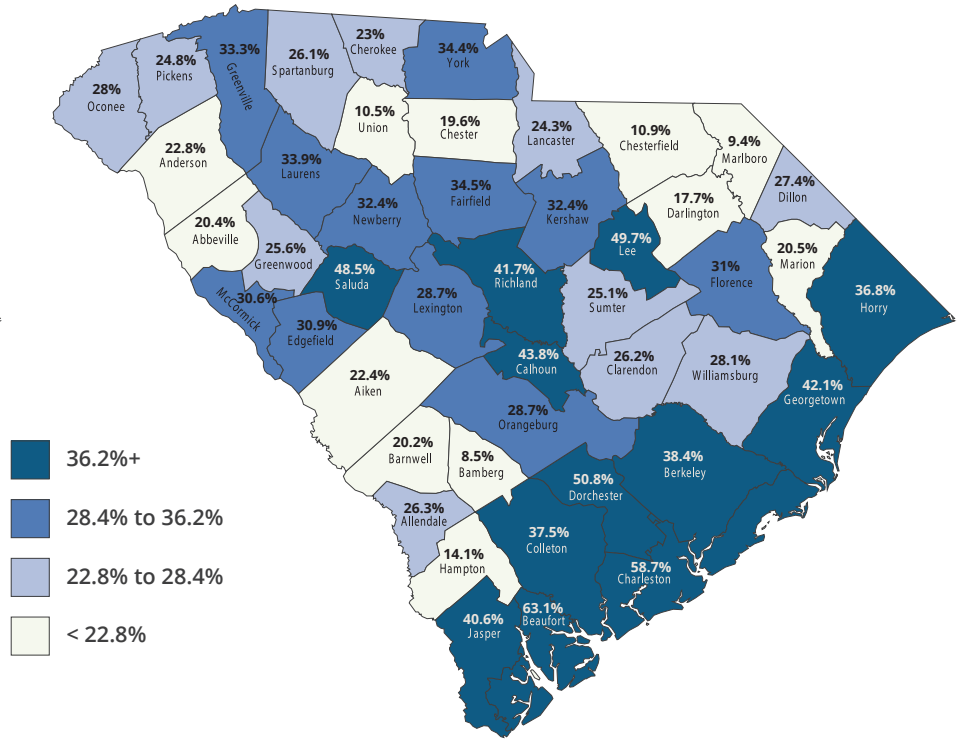 23%
Cherokee
33.3%
Greenville
26.1%
Spartanburg
34.4%
York
24.8%
Pickens
28%
Oconee
10.5%
Union
19.6%
Chester
24.3%
Lancaster
10.9%
Chesterfield
9.4%
Marlboro
22.8%
Anderson
33.9%
Laurens
27.4%
Dillon
34.5%
Fairfield
32.4%
Newberry
32.4%
Kershaw
17.7%
Darlington
20.4%
Abbeville
25.6%
Greenwood
49.7%
Lee
20.5%
Marion
48.5%
Saluda
41.7%
Richland
31%
Florence
36.8%
Horry
30.6%
McCormick
28.7%
Lexington
25.1%
Sumter
30.9%
Edgefield
43.8%
Calhoun
26.2%
Clarendon
28.1%
Williamsburg
22.4%
Aiken
42.1%
Georgetown
28.7%
Orangeburg
20.2%
Barnwell
8.5%
Bamberg
38.4%
Berkeley
50.8%
Dorchester
26.3%
Allendale
37.5%
Colleton
14.1%
Hampton
58.7%
Charleston
63.1%
Beaufort
40.6%
Jasper
36.2%+
28.4% to 36.2%
22.8% to 28.4%
< 22.8%